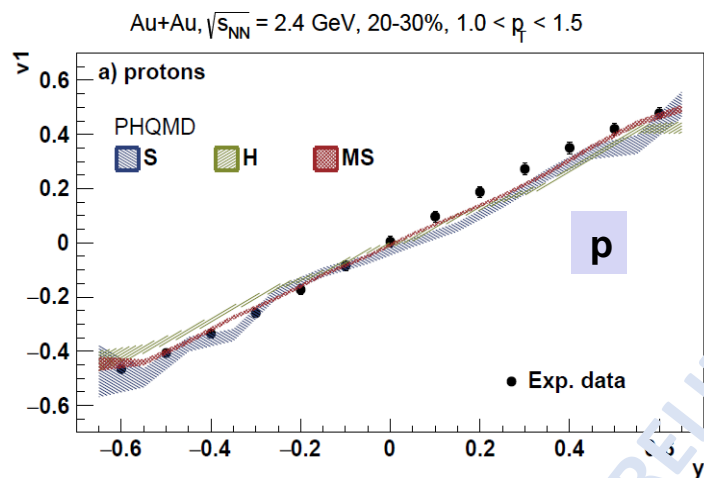 Au+Au, √sNN = 2.4 GeV, 20-30%, 1.0 < pT < 1.5
v1
a) protons
PHQMD
S H MS
p
Exp. data
0.6
0.4
0.2
0
−0.2
−0.4
−0.6
−0.6 −0.4 −0.2 0 0.2 0.4
y